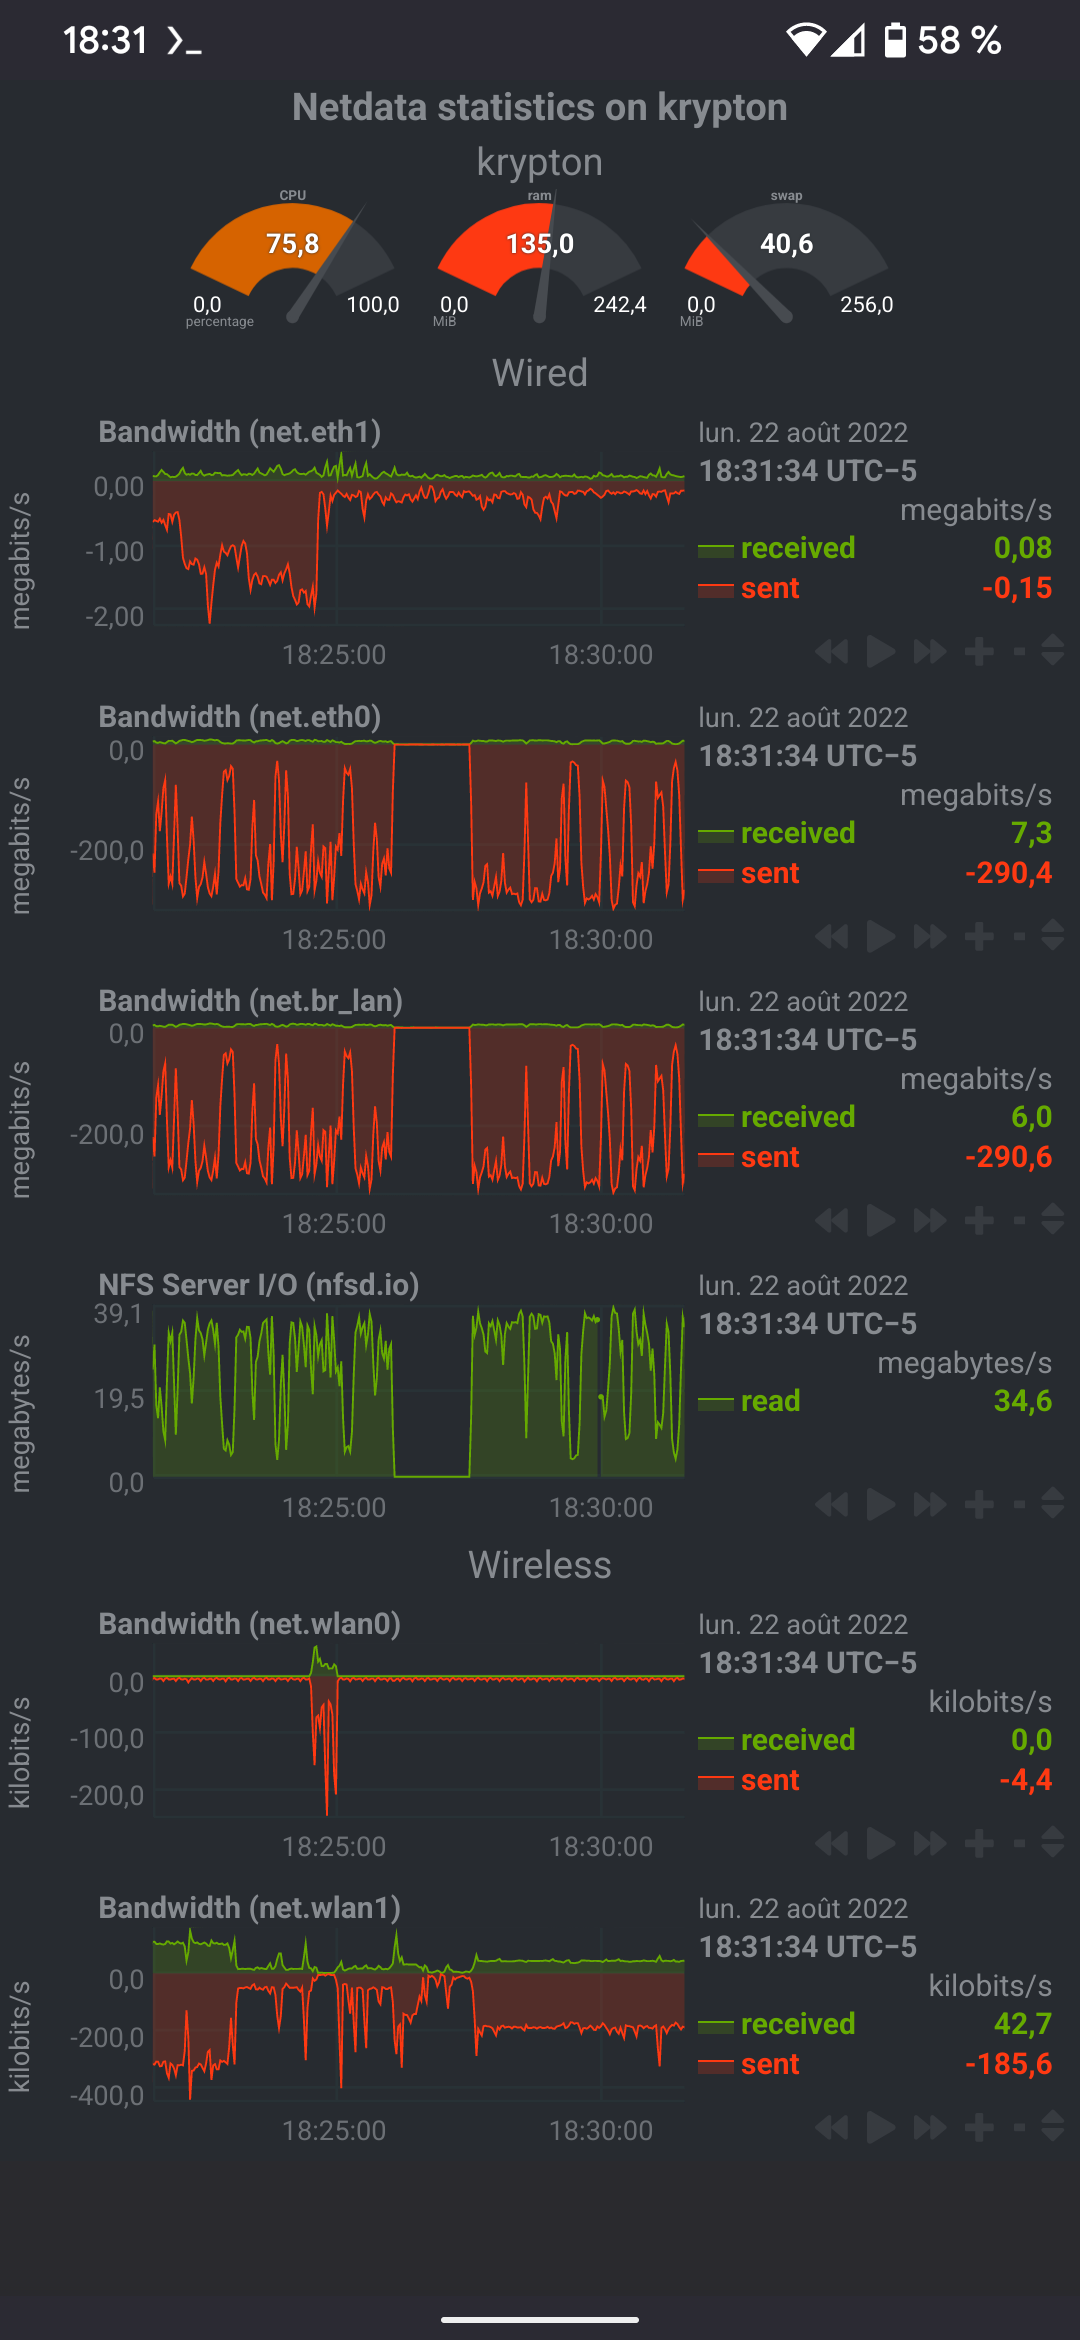 18:31 58 %
Netdata statistics on krypton
krypton
CPU ram swap
75,8 135,0 40,6
0,0 100,0 0,0 242,4 0,0 256,0
percentage MiB MiB
Wired
Bandwidth (net.eth1) lun. 22 août 2022
18:31:34 UTC−5
megabits/s
megabits/s
0,00
-1,00
-2,00
received 0,08
sent -0,15
18:25:00 18:30:00
Bandwidth (net.eth0) lun. 22 août 2022
18:31:34 UTC−5
megabits/s
megabits/s
0,0
-200,0
received 7,3
sent -290,4
18:25:00 18:30:00
Bandwidth (net.br_lan) lun. 22 août 2022
18:31:34 UTC−5
megabits/s
megabits/s
0,0
-200,0
received 6,0
sent -290,6
18:25:00 18:30:00
NFS Server I/O (nfsd.io) lun. 22 août 2022
18:31:34 UTC−5
megabytes/s
megabytes/s
39,1
19,5
0,0
read 34,6
18:25:00 18:30:00
Wireless
Bandwidth (net.wlan0) lun. 22 août 2022
18:31:34 UTC−5
kilobits/s
kilobits/s
0,0
-100,0
-200,0
received 0,0
sent -4,4
18:25:00 18:30:00
Bandwidth (net.wlan1) lun. 22 août 2022
18:31:34 UTC−5
kilobits/s
kilobits/s
0,0
-200,0
-400,0
received 42,7
sent -185,6
18:25:00 18:30:00